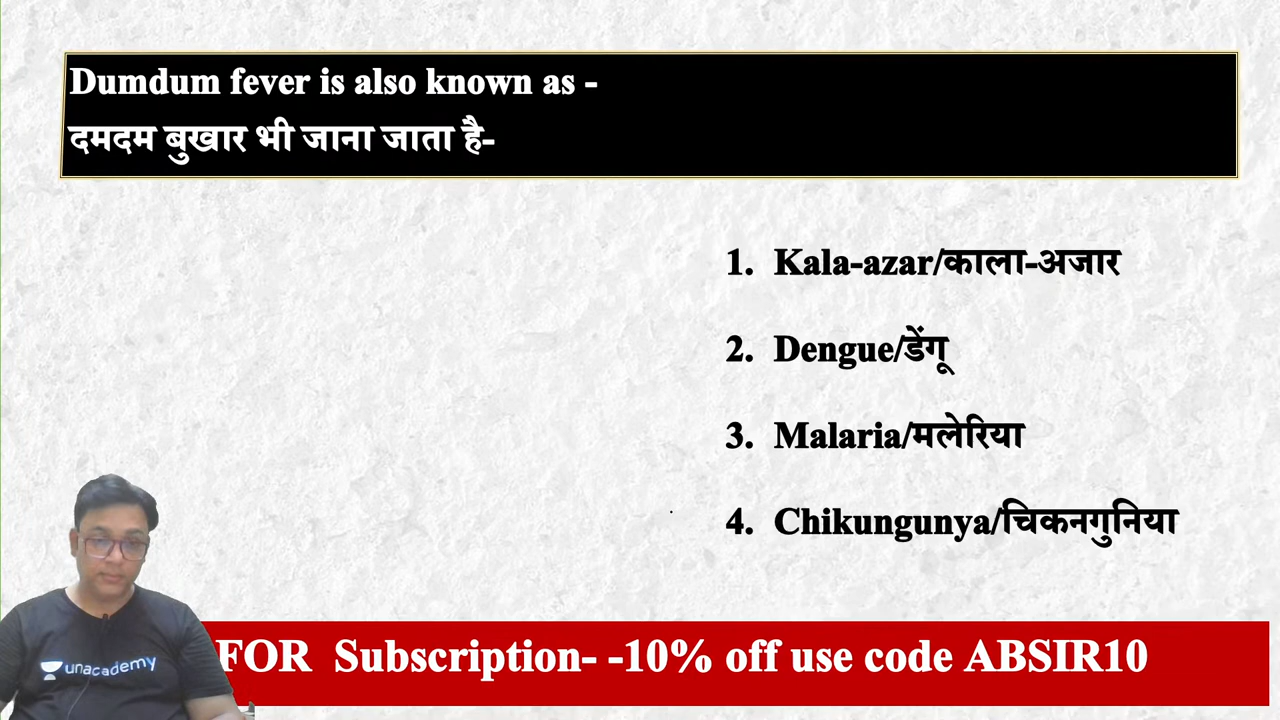 Dumdum fever is also known as -
दमदम बुखार भी जाना जाता है-
1. Kala-azar/काला-अजार
2. Dengue/डेंगू
3. Malaria/मलेरिया
4. Chikungunya/चिकनगुनिया
unacademy
FOR Subscription- -10% off use code ABSIR10